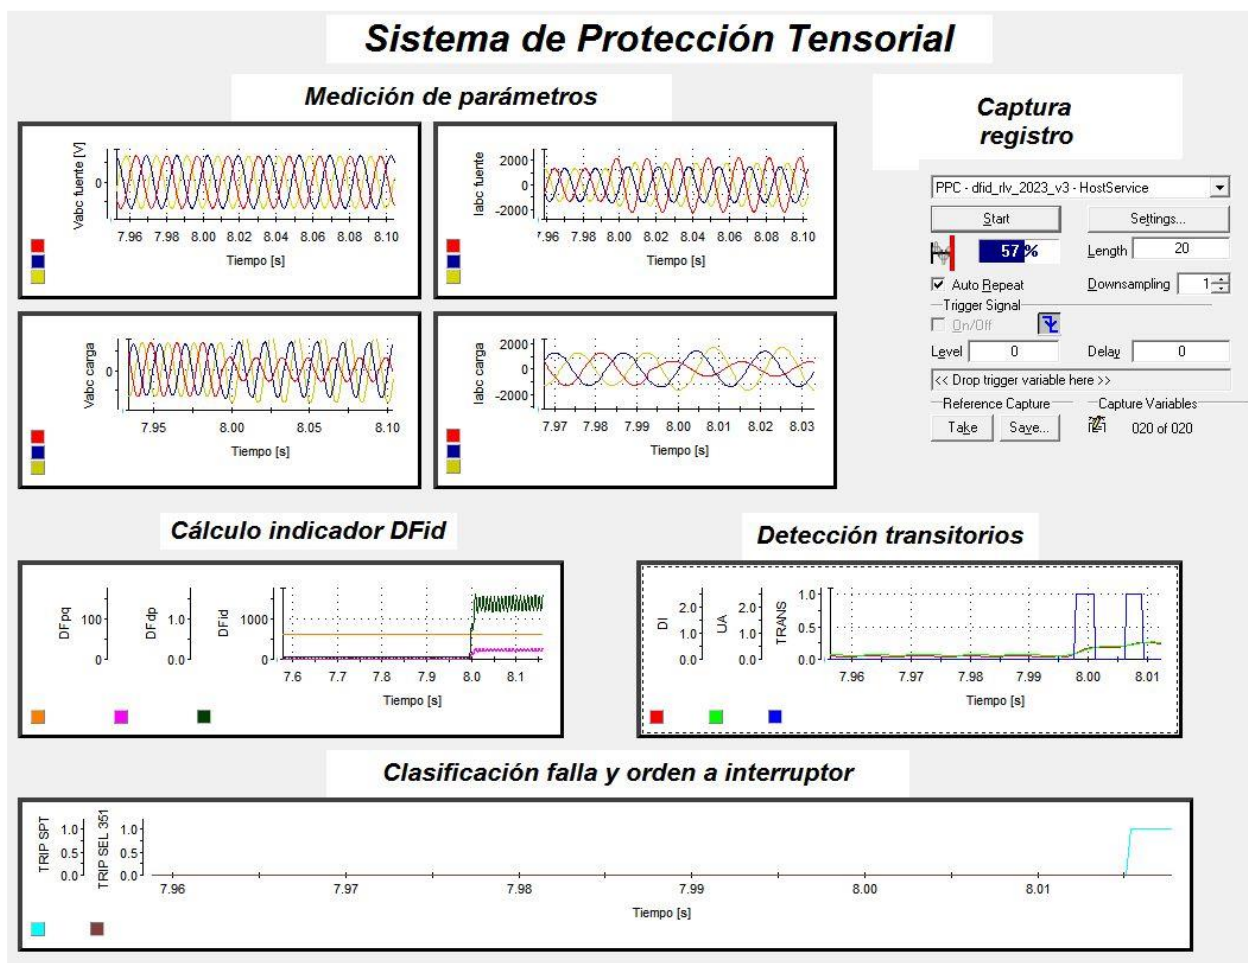 Sistema de Protección Tensorial
Medición de parámetros
Captura
registro
Vabc fuente [V]
0
7.96 7.98 8.00 8.02 8.04 8.06 8.08 8.10
Tiempo [s]
Iabc fuente
2000
0
-2000
7.96 7.98 8.00 8.02 8.04 8.06 8.08 8.10
Tiempo [s]
PPC - dfid_rlv_2023_v3 - HostService
Start
Settings...
57 %
Length 20
Auto Repeat
Downsampling 1
Trigger Signal
On/Off
Level 0
Delay 0
<< Drop trigger variable here >>
Reference Capture
Capture Variables
Take Save...
020 of 020
Vabc carga
0
7.95 8.00 8.05 8.10
Tiempo [s]
Iabc carga
2000
0
-2000
7.97 7.98 7.99 8.00 8.01 8.02 8.03
Tiempo [s]
Cálculo indicador DFid
DFpq
100
0
DFdp
1.0
0.0
DFid
1000
0
7.6 7.7 7.8 7.9 8.0 8.1
Tiempo [s]
Detección transitorios
DI
2.0
1.0
0.0
UA
2.0
1.0
0.0
TRANS
1.0
0.5
0.0
7.96 7.97 7.98 7.99 8.00 8.01
Tiempo [s]
Clasificación falla y orden a interruptor
TRIP SPT
1.0
0.5
0.0
TRIP SEL 351
1.0
0.5
0.0
7.96 7.97 7.98 7.99 8.00 8.01
Tiempo [s]